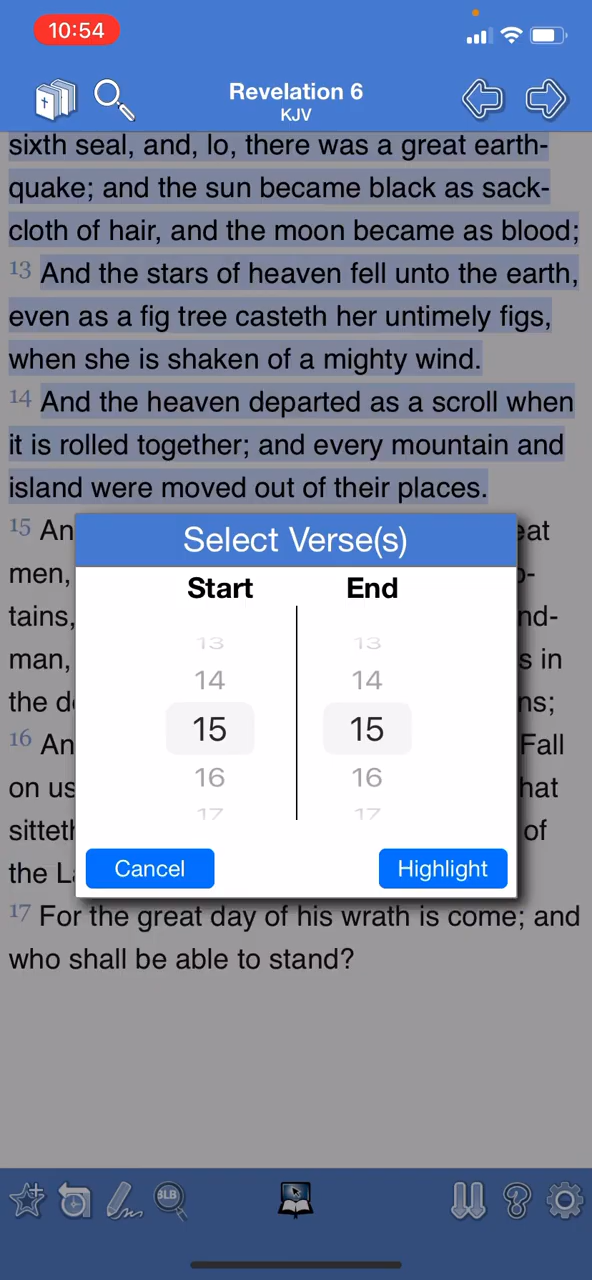 10:54
Revelation 6
KJV
sixth seal, and, lo, there was a great earth-
quake; and the sun became black as sack-
cloth of hair, and the moon became as blood;
13 And the stars of heaven fell unto the earth,
even as a fig tree casteth her untimely figs,
when she is shaken of a mighty wind.
14 And the heaven departed as a scroll when
it is rolled together; and every mountain and
island were moved out of their places.
15 An eat
Select Verse(s)
men, o-
Start End
tains, nd-
13 13
man, s in
14 14
the d ns;
15 15
16 An Fall
16 16
on us hat
17 17
sitteth of
the La
Cancel Highlight
17 For the great day of his wrath is come; and
who shall be able to stand?
BLB